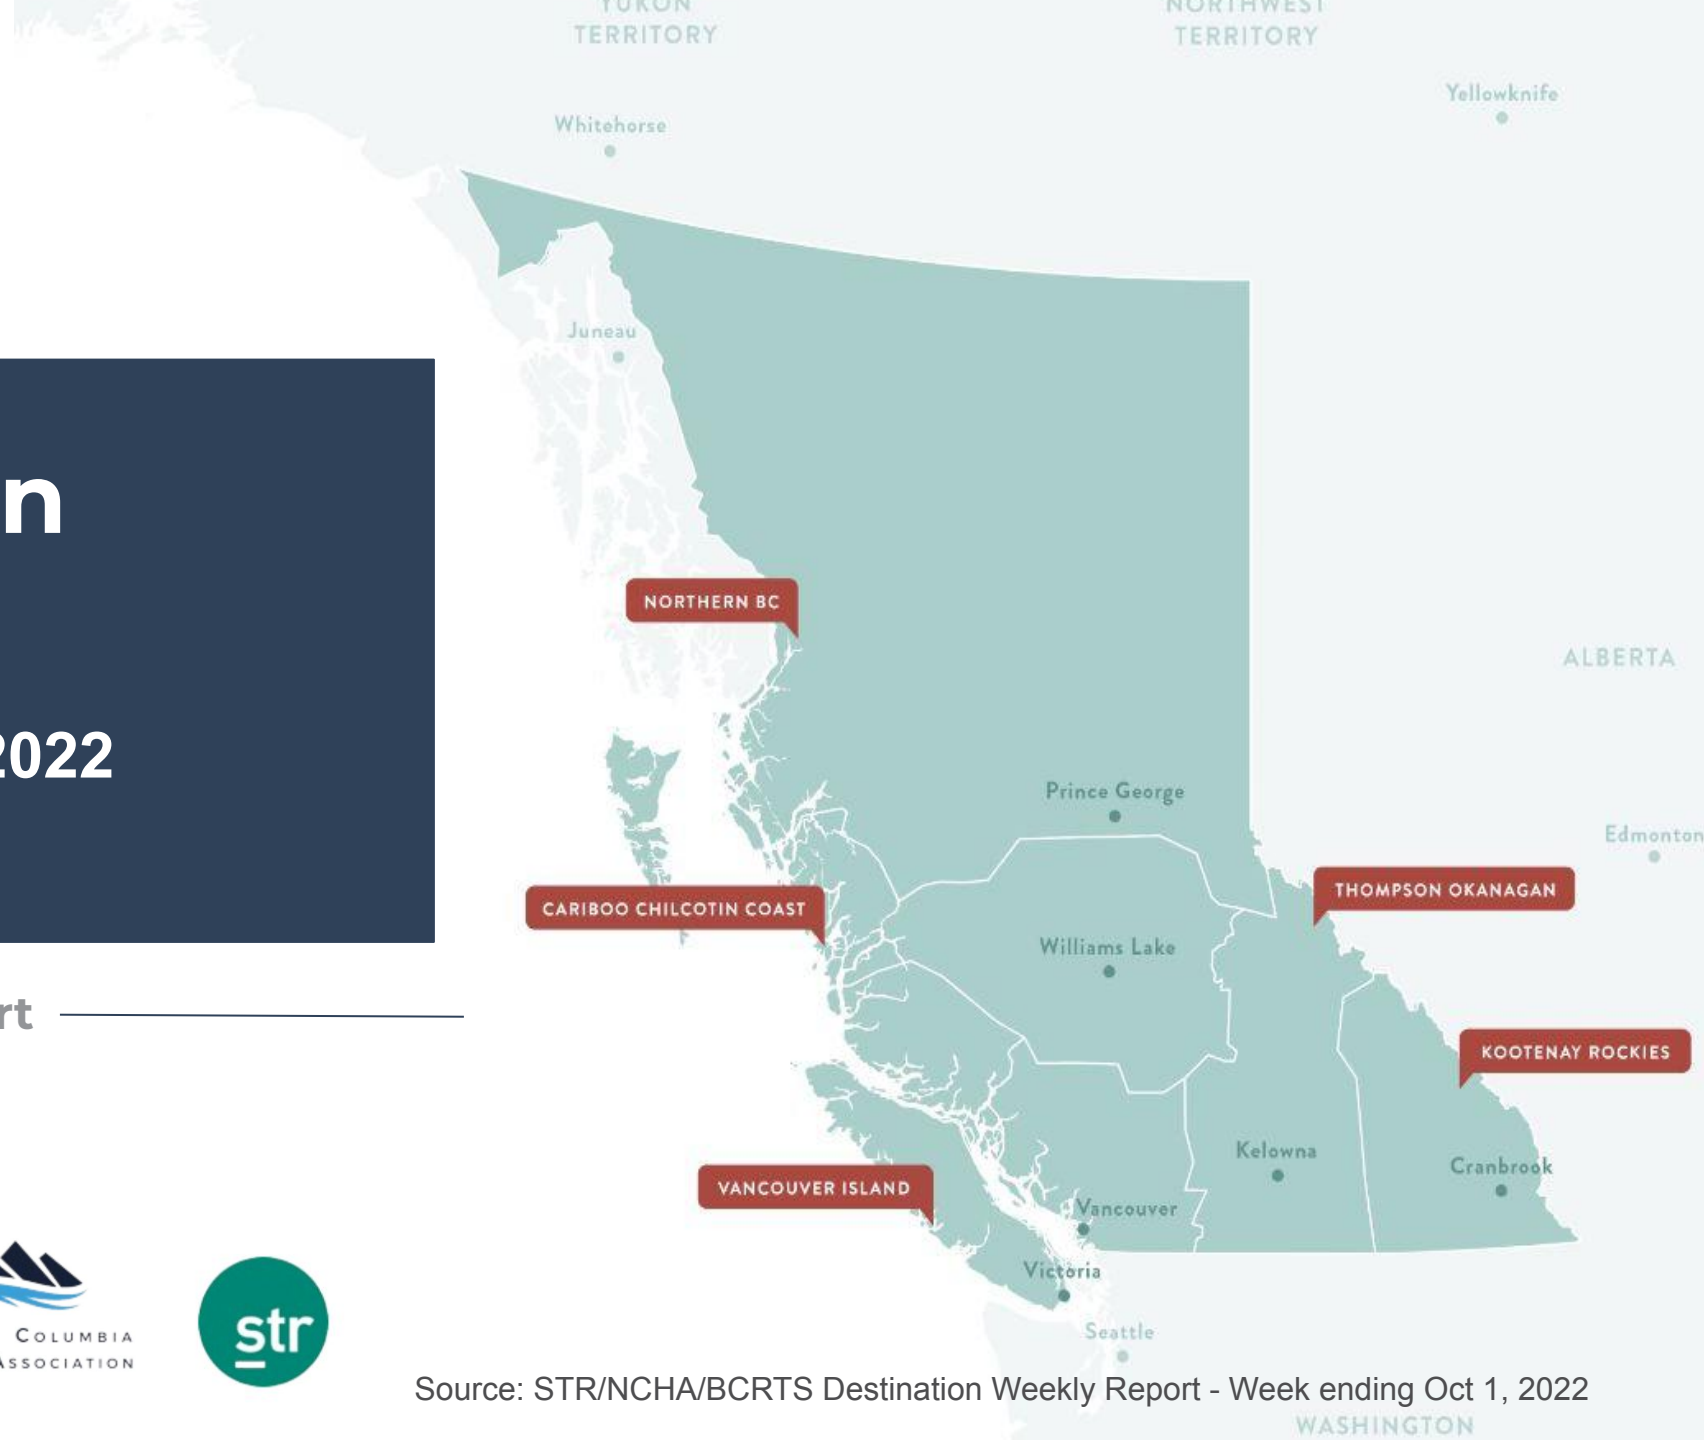 YUKON
TERRITORY
NORTHWEST
TERRITORY
Yellowknife
Whitehorse
Juneau
n
2022
NORTHERN BC
ALBERTA
Prince George
Edmonton
THOMPSON OKANAGAN
CARIBOO CHILCOTIN COAST
Williams Lake
rt
KOOTENAY ROCKIES
Kelowna
Cranbrook
VANCOUVER ISLAND
Vancouver
Victoria
COLUMBIA
ASSOCIATION
str
Seattle
Source: STR/NCHA/BCRTS Destination Weekly Report - Week ending Oct 1, 2022
WASHINGTON